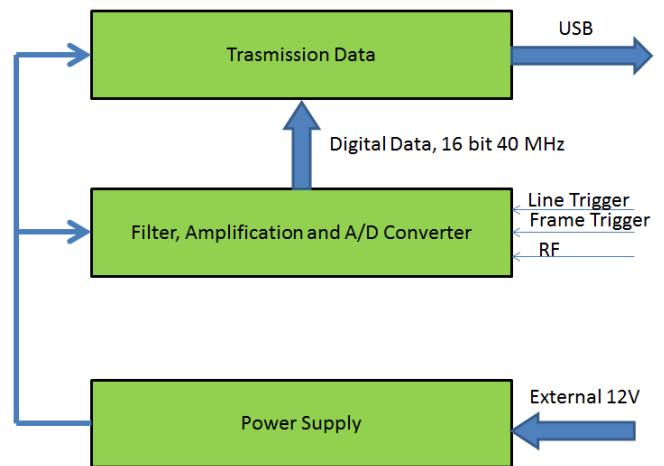 USB
Trasmission Data
Digital Data, 16 bit 40 MHz
Line Trigger
Frame Trigger
Filter, Amplification and A/D Converter
RF
External 12V
Power Supply